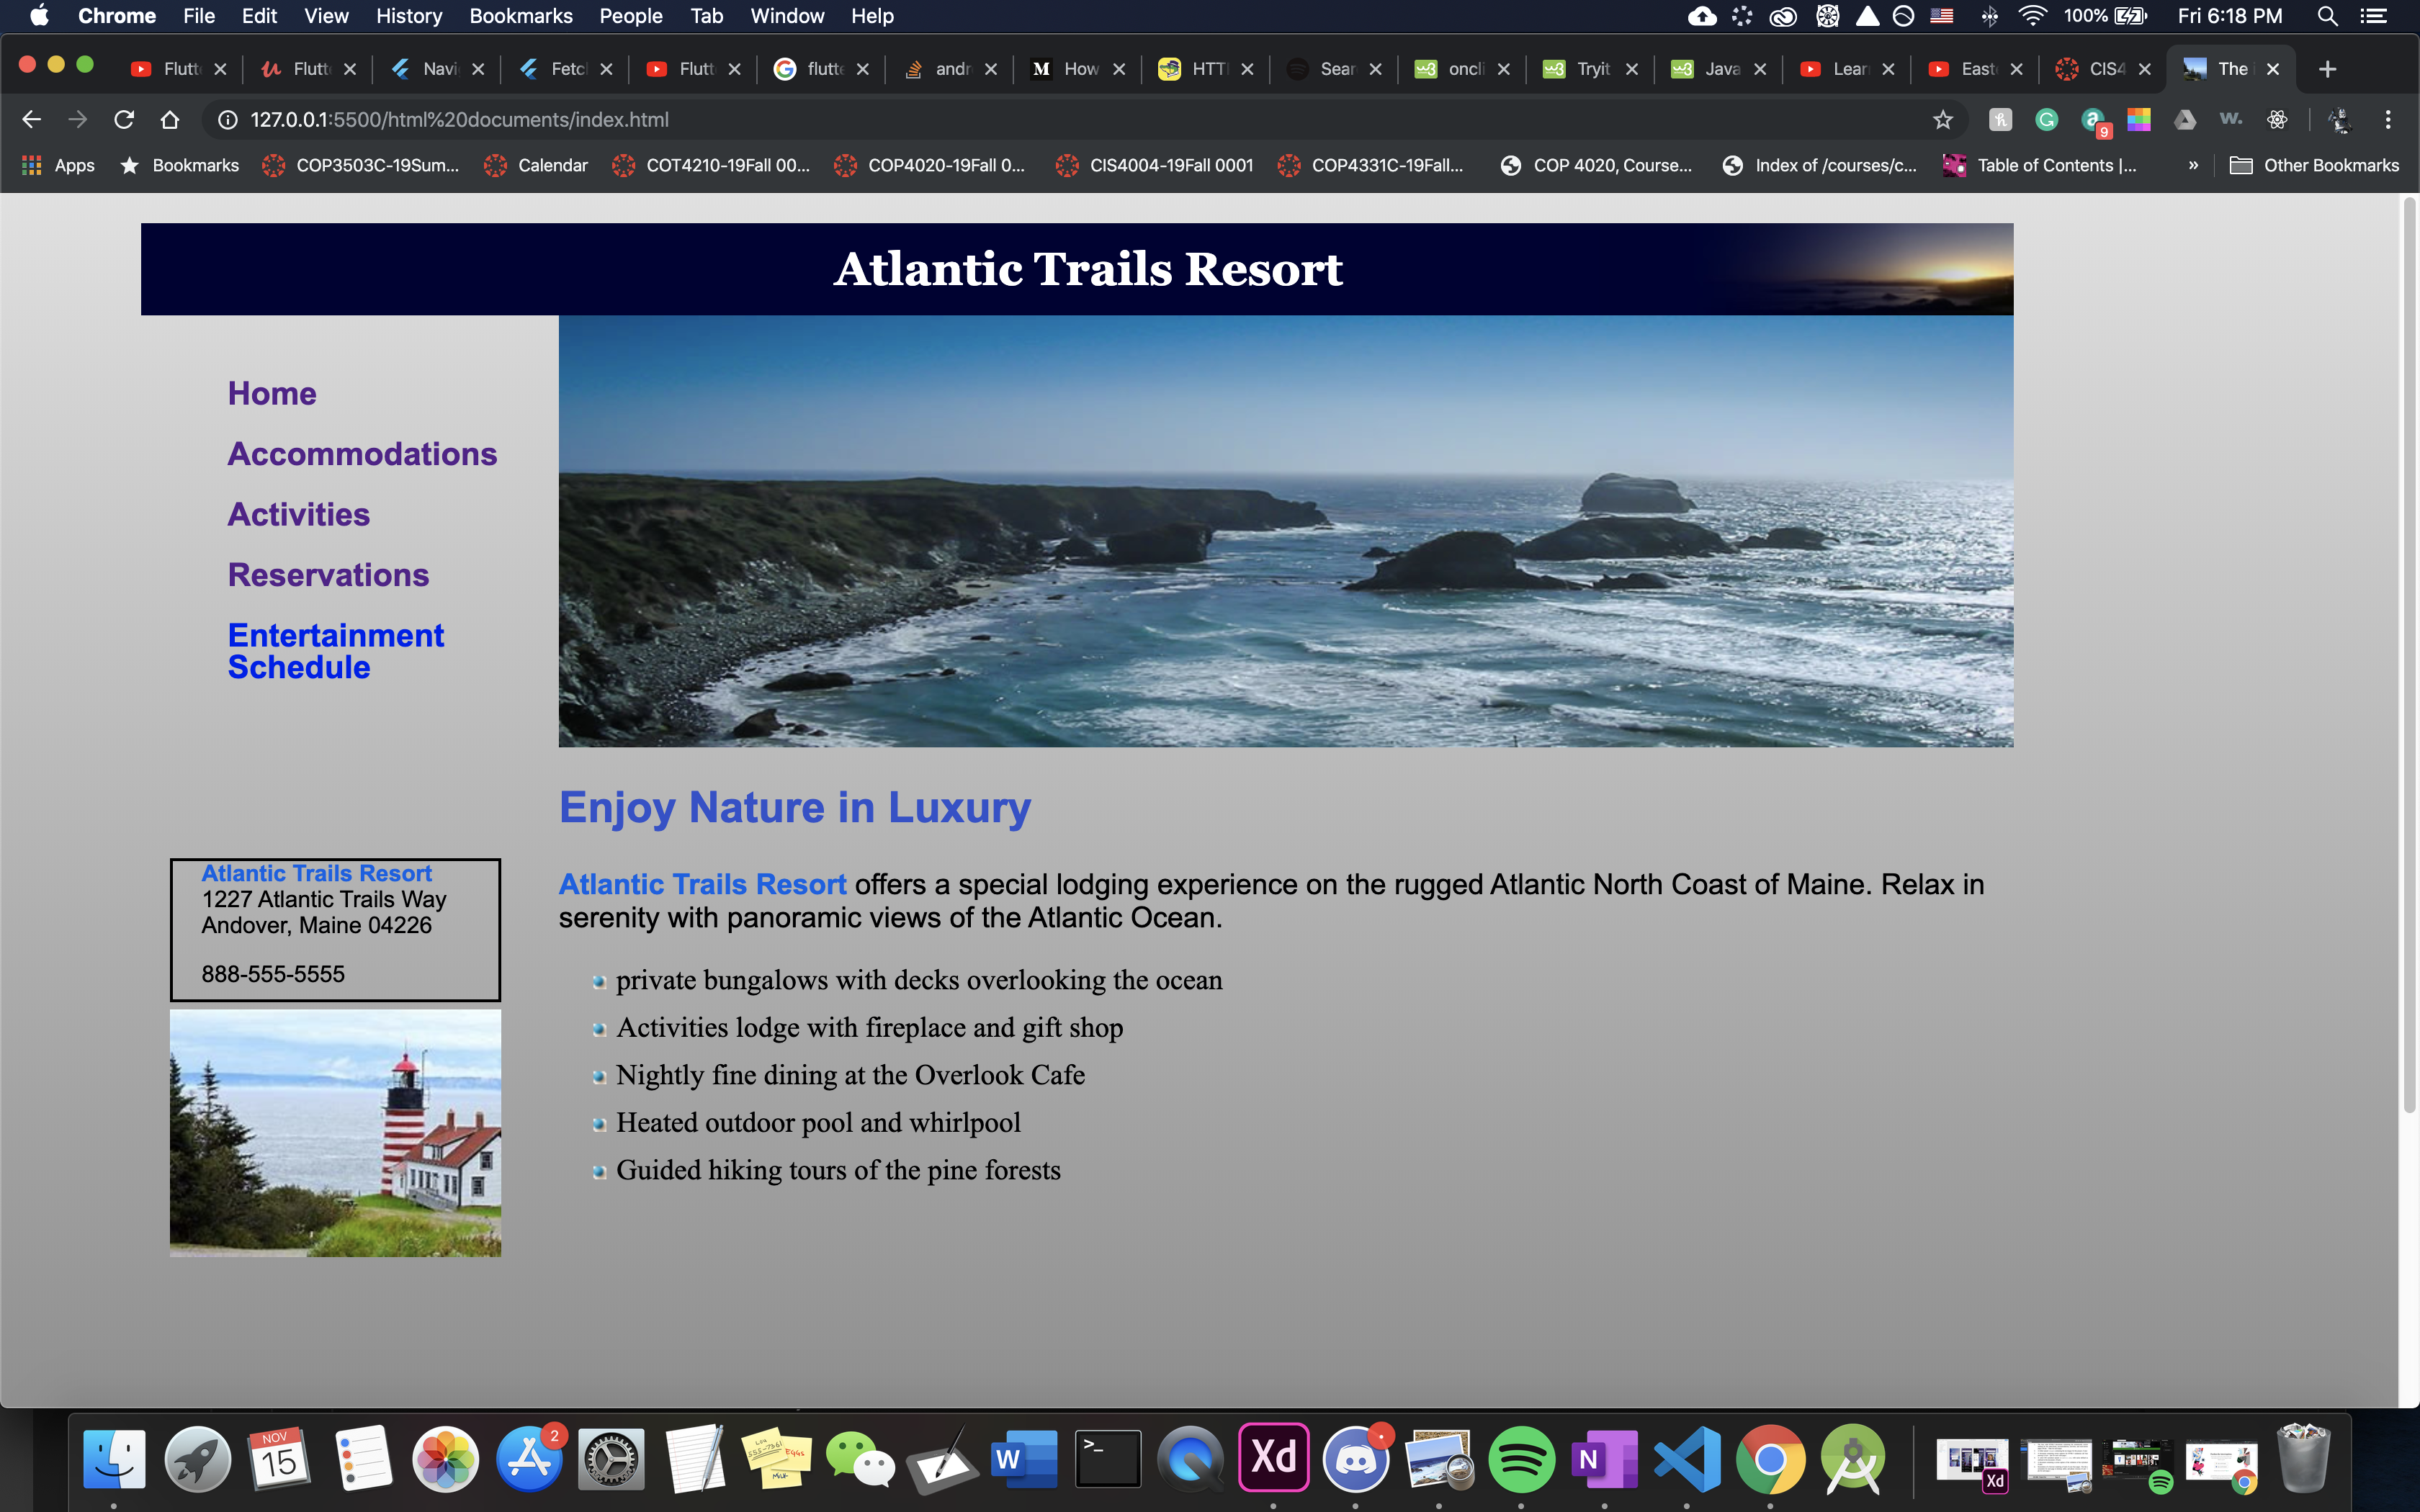 Chrome File Edit View History Bookmarks People Tab Window Help 100% Fri 6:18 PM
Flutt Flutt Navi Fetcl Flutt flutte andr How HTTI Sear oncli Tryit Java Lear East CIS4 The
127.0.0.1:5500/html%20documents/index.html
9
Apps Bookmarks COP3503C-19Sum... Calendar COT4210-19Fall 00... COP4020-19Fall 0... CIS4004-19Fall 0001 COP4331C-19Fall... COP 4020, Course... Index of /courses/c... Table of Contents |... » Other Bookmarks
Atlantic Trails Resort
Home
Accommodations
Activities
Reservations
Entertainment
Schedule
Enjoy Nature in Luxury
Atlantic Trails Resort
1227 Atlantic Trails Way
Andover, Maine 04226
888-555-5555
Atlantic Trails Resort offers a special lodging experience on the rugged Atlantic North Coast of Maine. Relax in
serenity with panoramic views of the Atlantic Ocean.
private bungalows with decks overlooking the ocean
Activities lodge with fireplace and gift shop
Nightly fine dining at the Overlook Cafe
Heated outdoor pool and whirlpool
Guided hiking tours of the pine forests
NOV
15
2
W
>_
Xd
N
Xd